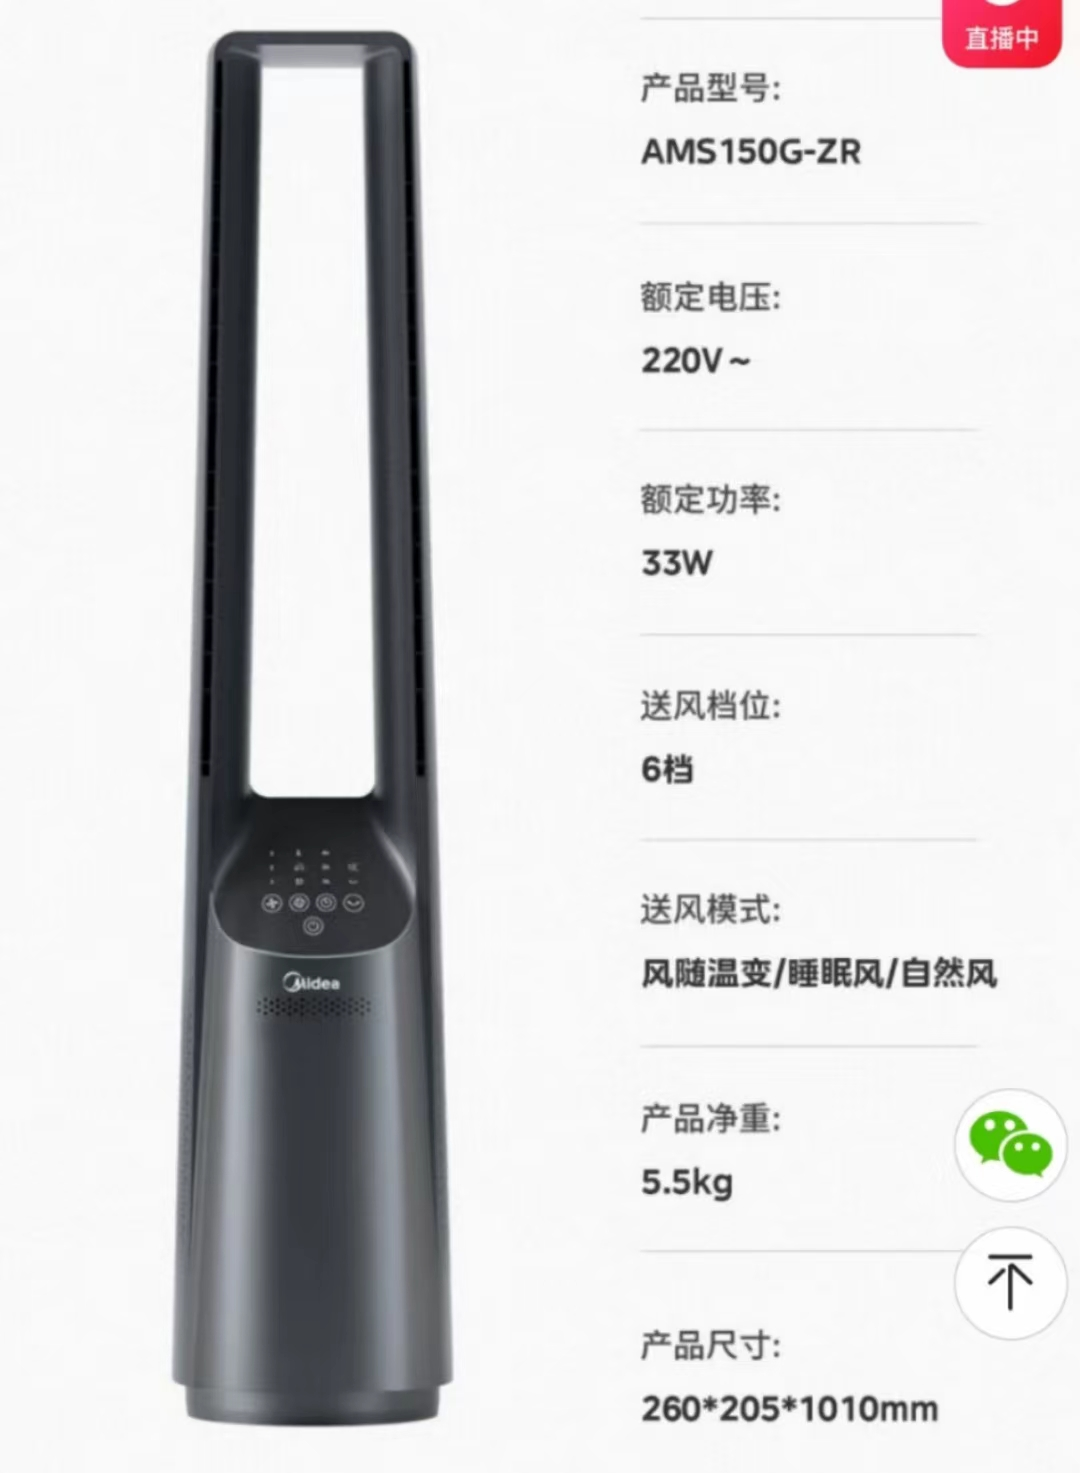 直播中
产品型号:
AMS150G-ZR
额定电压:
220V~
额定功率:
33W
送风档位:
6档
送风模式:
风随温变/睡眠风/自然风
Midea
产品净重:
5.5kg
产品尺寸:
260*205*1010mm